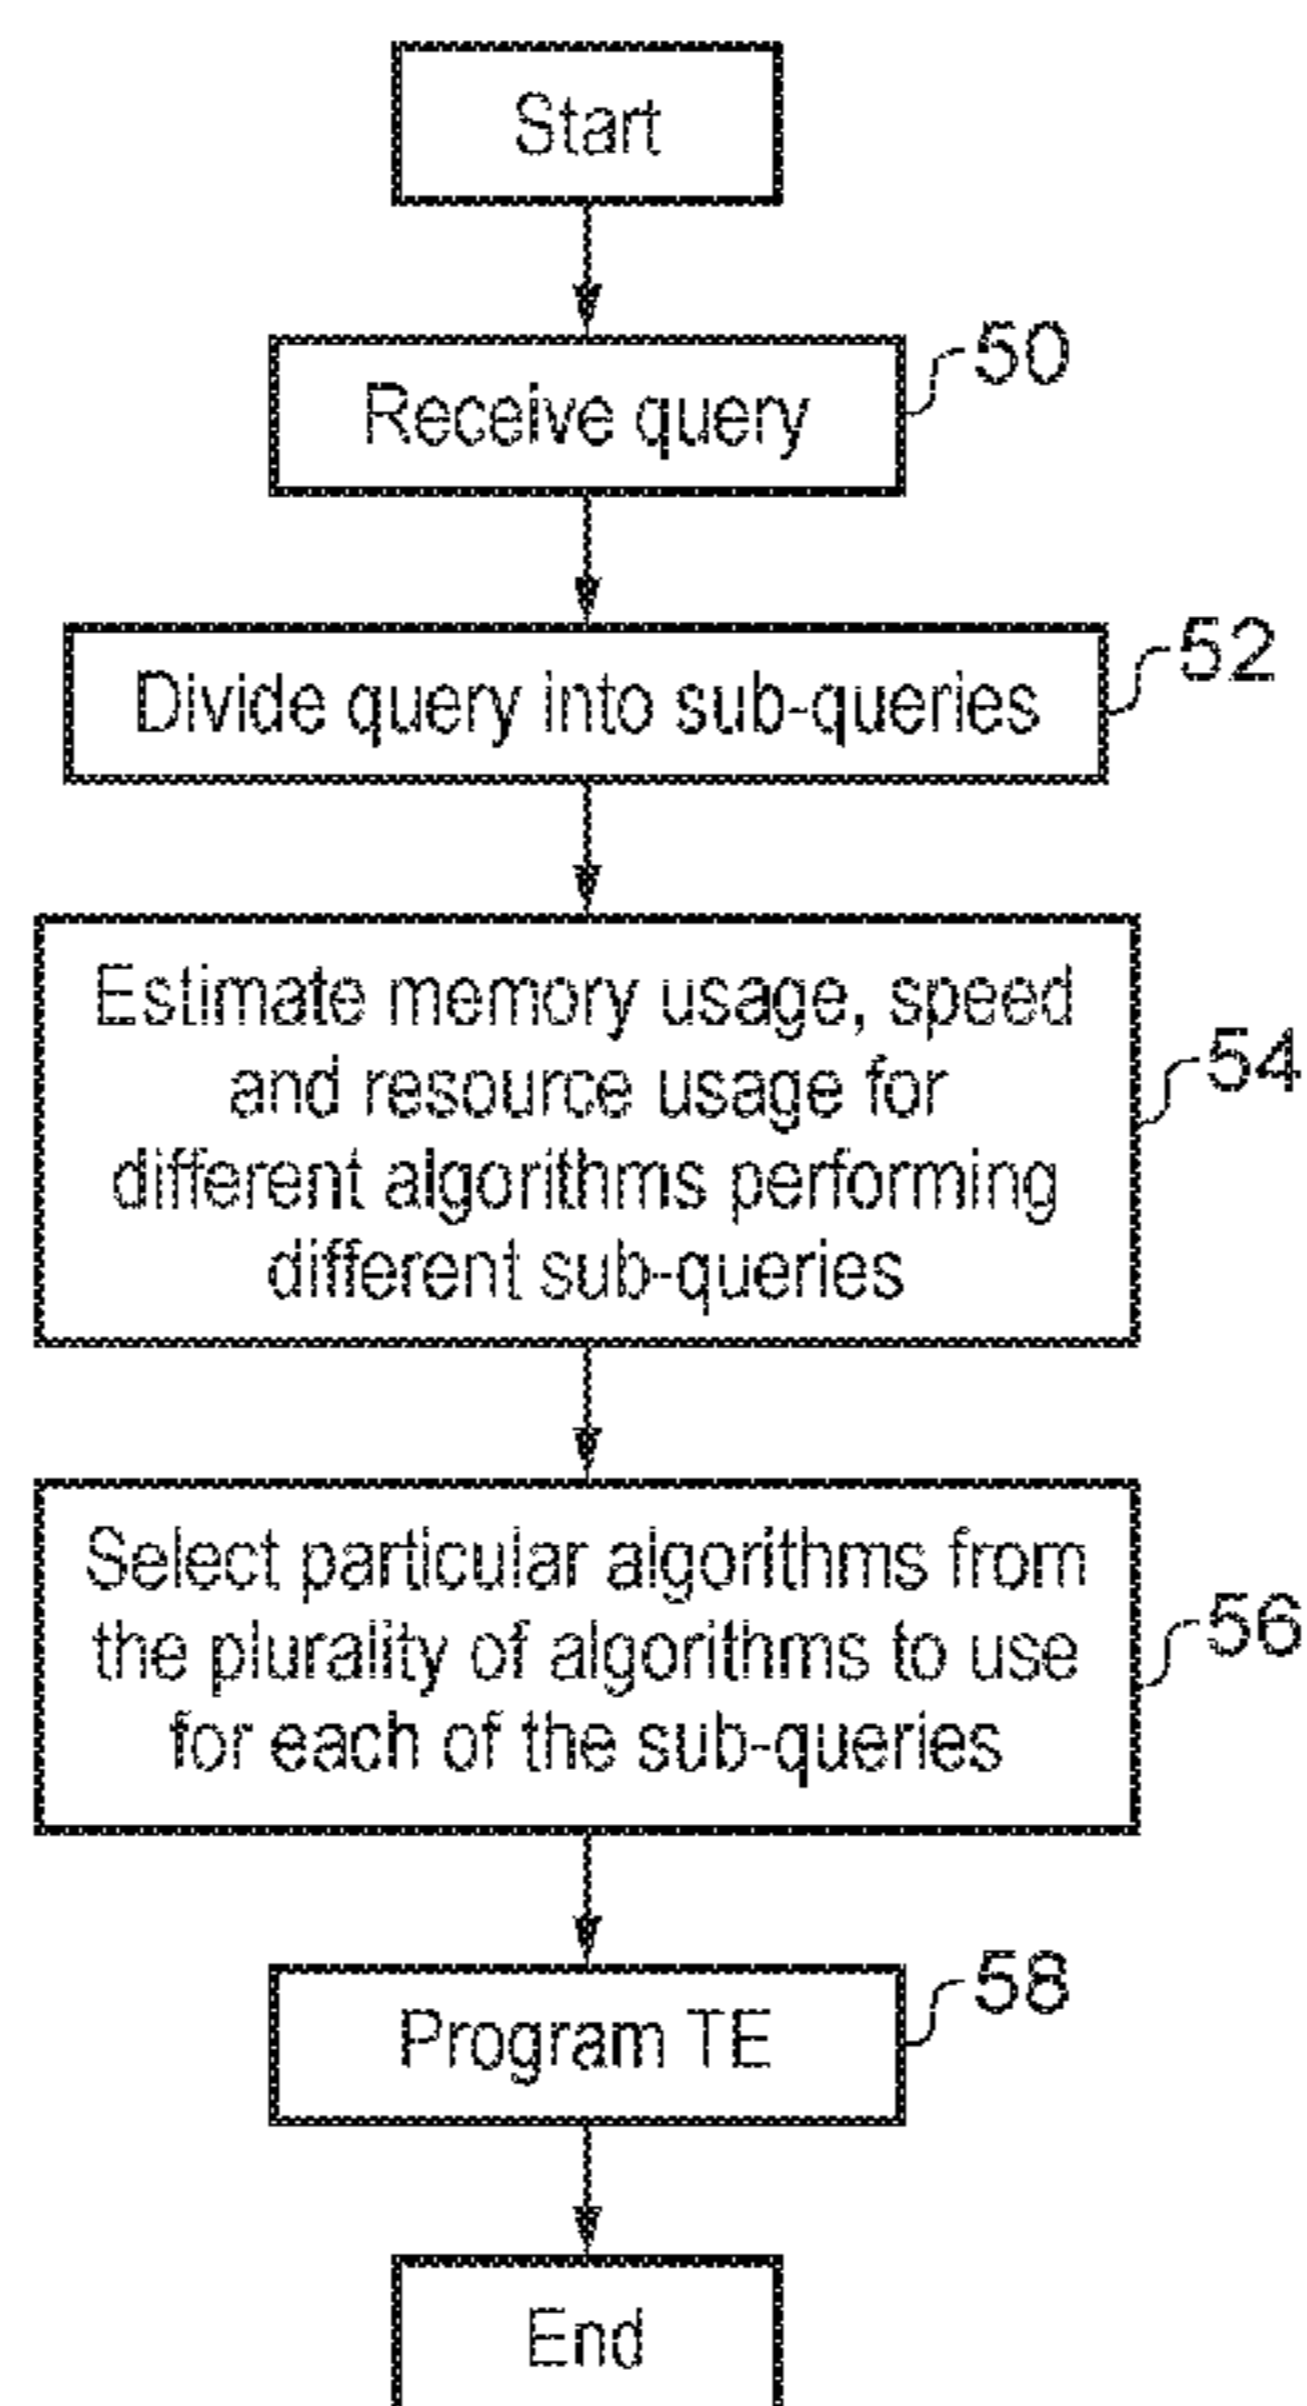 Start
Receive query
50
Divide query into sub-queries
52
Estimate memory usage, speed
and resource usage for
different algorithms performing
different sub-queries
54
Select particular algorithms from
the plurality of algorithms to use
for each of the sub-queries
56
Program TE
58
End